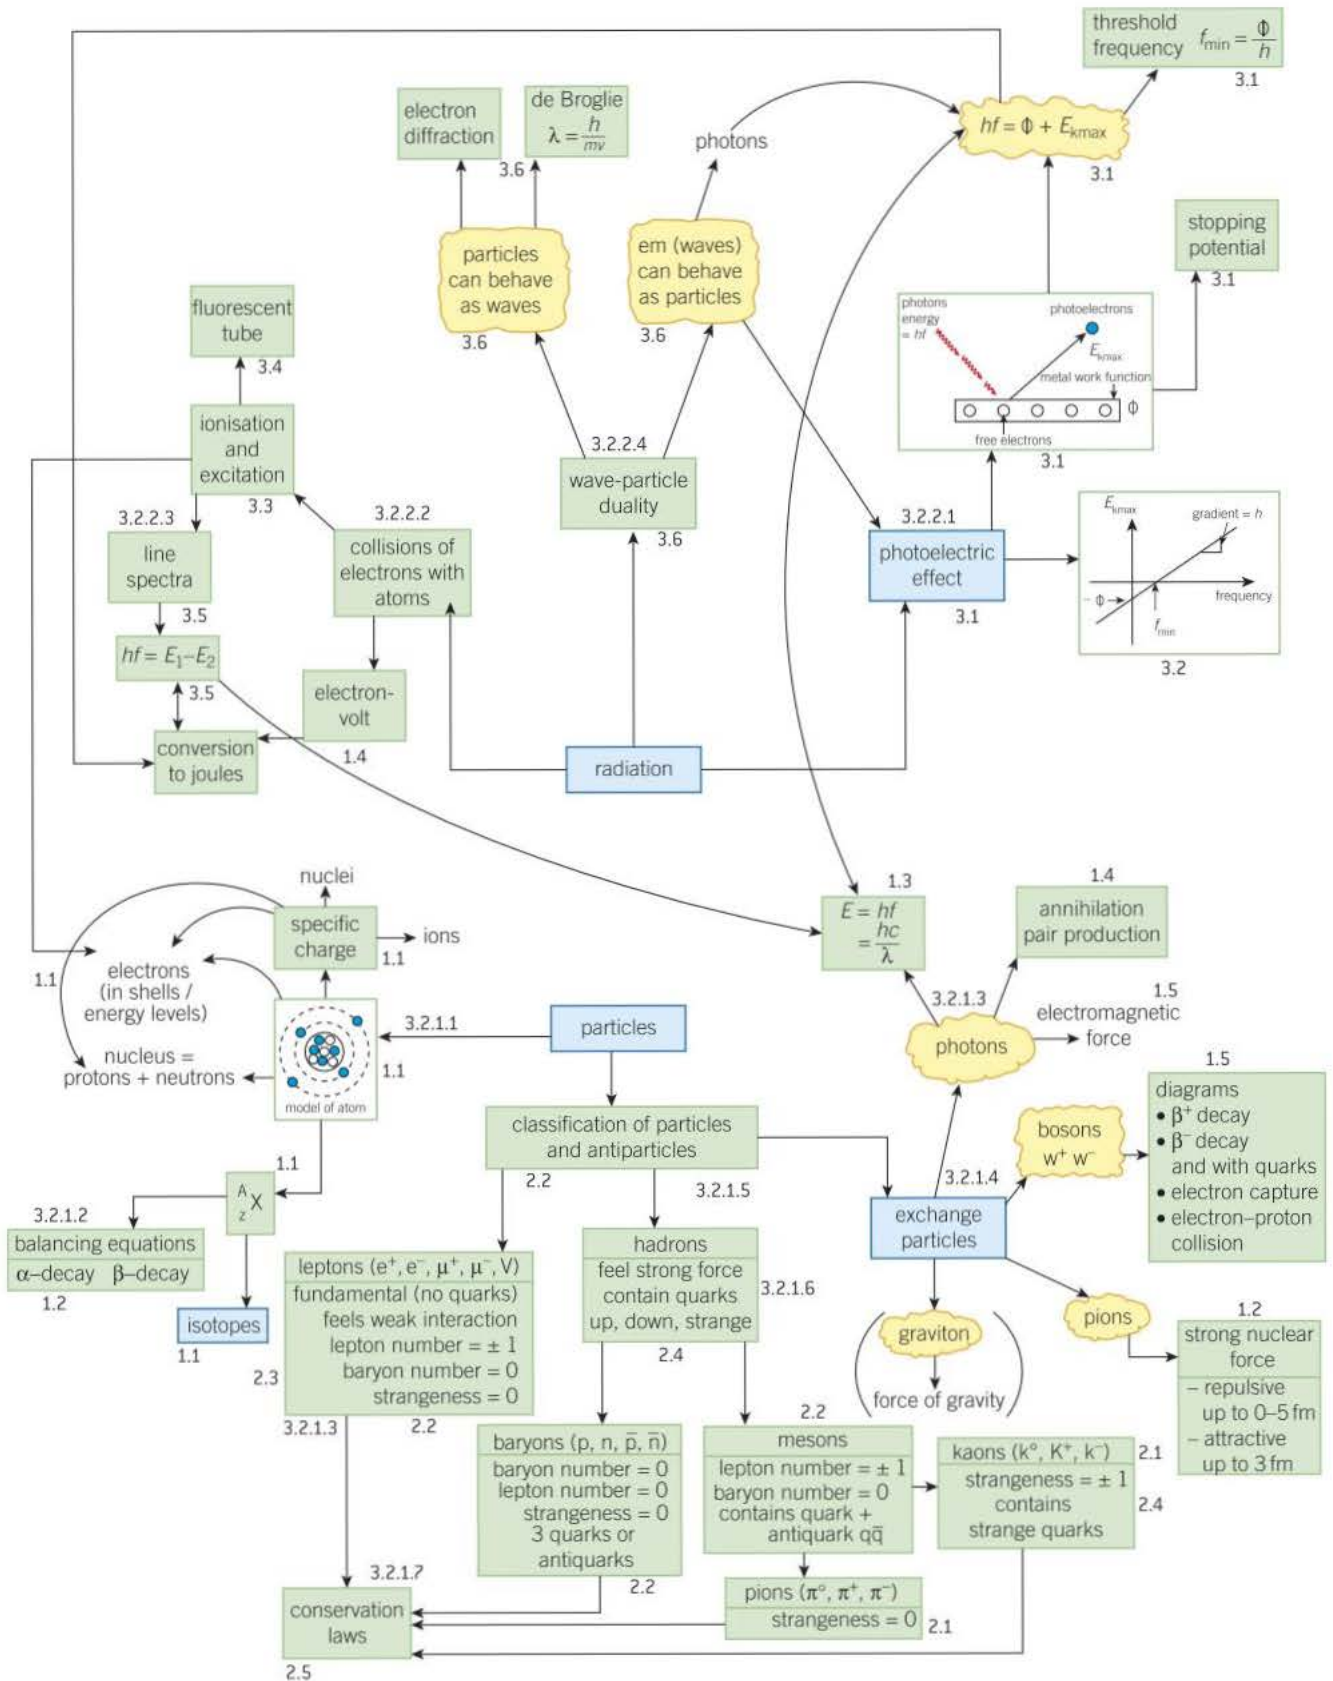 threshold
frequency f_min = Φ/h
3.1
electron
diffraction
de Broglie
λ = h/mv
3.6
photons
hf = Φ + E_kmax
3.1
stopping
potential
3.1
particles
can behave
as waves
3.6
em (waves)
can behave
as particles
3.6
fluorescent
tube
3.4
photons
energy
= hf
photoelectrons
E_kmax
metal work function
Φ
free electrons
3.1
ionisation
and
excitation
3.3
3.2.2.4
wave-particle
duality
3.6
3.2.2.3
line
spectra
3.5
3.2.2.2
collisions of
electrons with
atoms
3.2.2.1
photoelectric
effect
3.1
E_kmax
gradient = h
frequency
– Φ
f_min
3.2
hf = E₁–E₂
3.5
electron-
volt
1.4
conversion
to joules
radiation
nuclei
specific
charge
1.1
ions
1.1
electrons
(in shells /
energy levels)
nucleus =
protons + neutrons
model of atom
1.1
3.2.1.1
particles
1.3
E = hf
= hc/λ
1.4
annihilation
pair production
3.2.1.3
photons
1.5
electromagnetic
force
classification of particles
and antiparticles
2.2
3.2.1.5
bosons
w⁺ w⁻
1.5
diagrams
• β⁺ decay
• β⁻ decay
and with quarks
• electron capture
• electron–proton
collision
1.1
A
z X
3.2.1.2
balancing equations
α–decay β–decay
1.2
isotopes
1.1
3.2.1.4
exchange
particles
leptons (e⁺, e⁻, μ⁺, μ⁻, V)
fundamental (no quarks)
feels weak interaction
lepton number = ± 1
baryon number = 0
strangeness = 0
2.3
3.2.1.3
2.2
hadrons
feel strong force
contain quarks
up, down, strange
3.2.1.6
2.4
graviton
force of gravity
pions
1.2
strong nuclear
force
– repulsive
up to 0–5 fm
– attractive
up to 3 fm
baryons (p, n, p̅, n̅)
baryon number = 0
lepton number = 0
strangeness = 0
3 quarks or
antiquarks
2.2
2.2
mesons
lepton number = ± 1
baryon number = 0
contains quark +
antiquark qq̅
kaons (k°, K⁺, k⁻)
strangeness = ± 1
contains
strange quarks
2.1
2.4
pions (π°, π⁺, π⁻)
strangeness = 0
2.1
3.2.1.7
conservation
laws
2.5